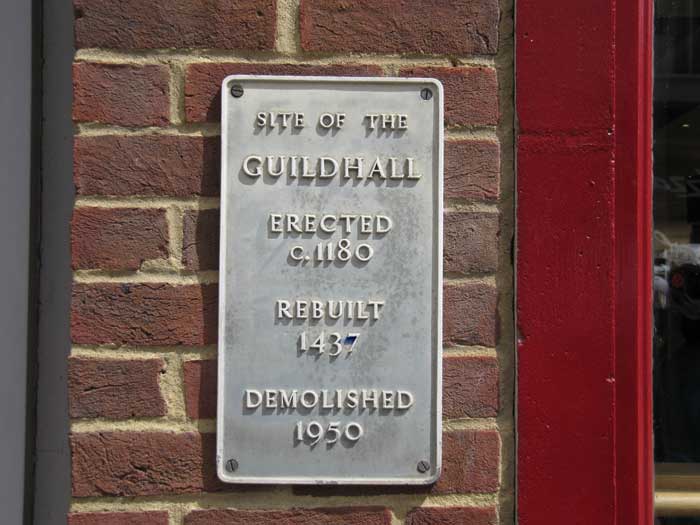 SITE OF THE
GUILDHALL
ERECTED
c.1180
REBUILT
1437
DEMOLISHED
1950